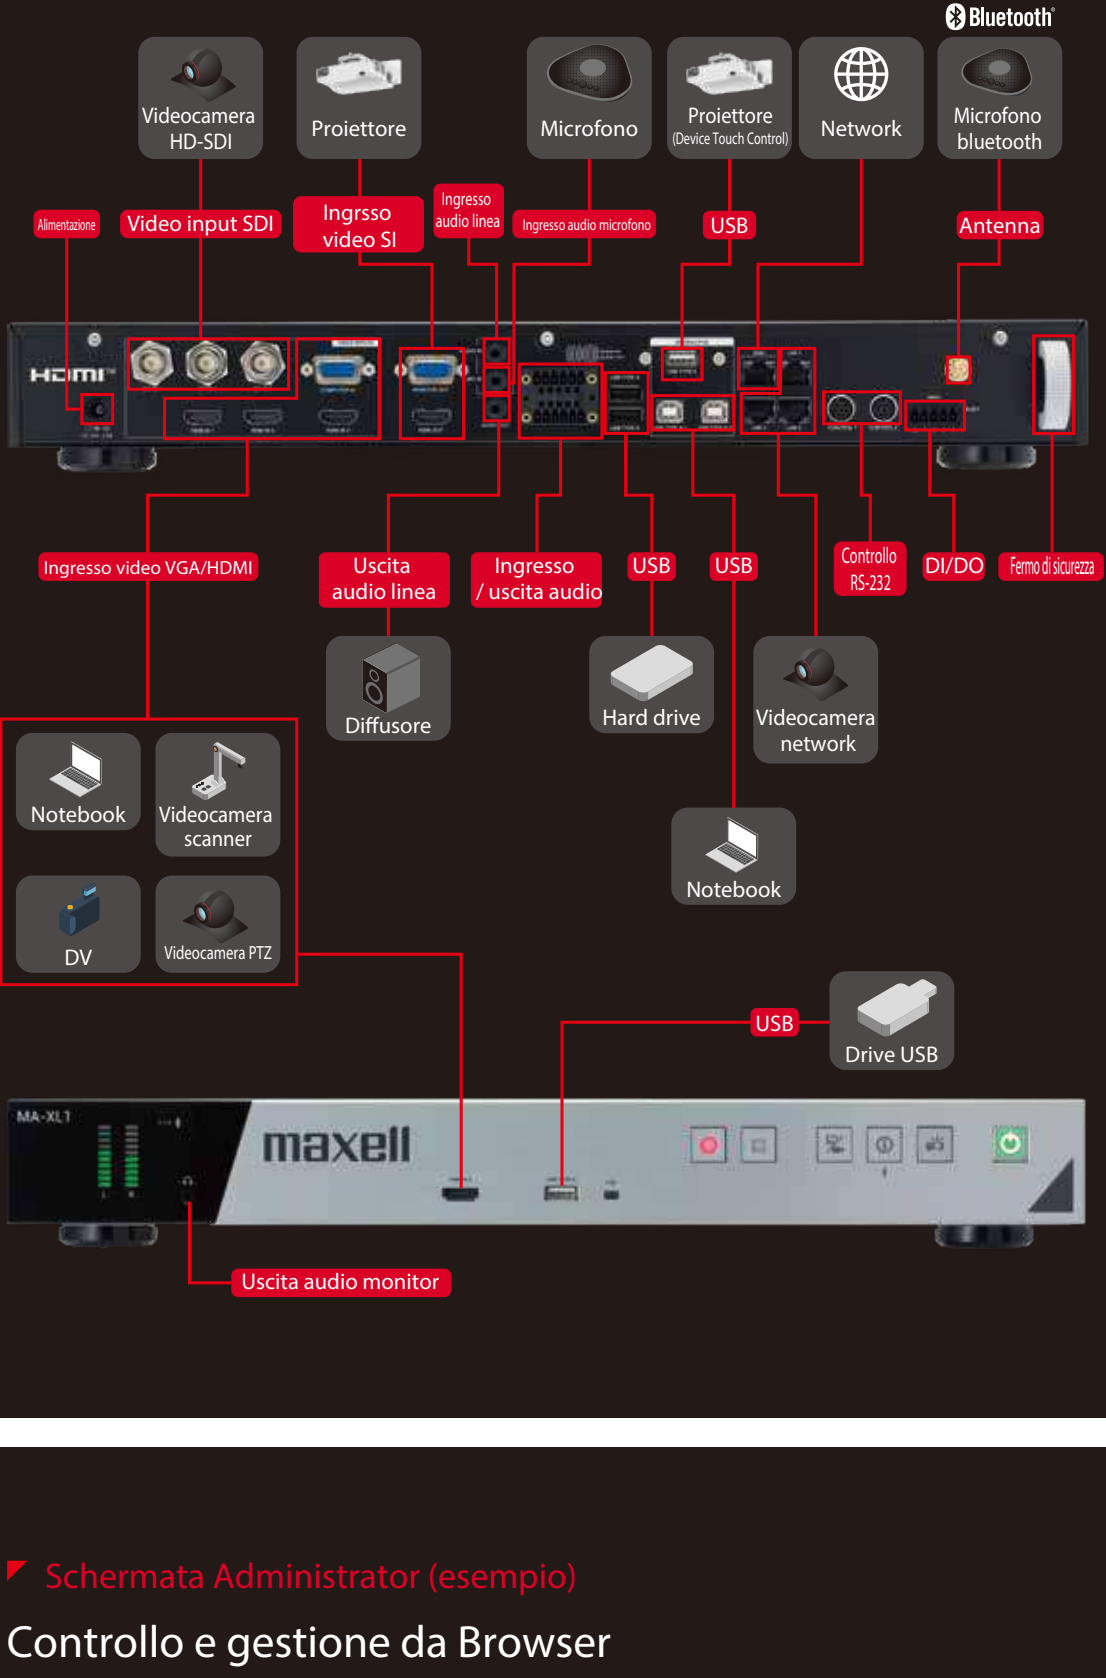 Bluetooth®
Videocamera
HD-SDI
Proiettore
Microfono
Proiettore
(Device Touch Control)
Network
Microfono
bluetooth
Alimentazione
Video input SDI
Ingrsso
video SI
Ingresso
audio linea
Ingresso audio microfono
USB
Antenna
HDMI™
Ingresso video VGA/HDMI
Uscita
audio linea
Ingresso
/ uscita audio
USB
USB
Controllo
RS-232
DI/DO
Fermo di sicurezza
Diffusore
Hard drive
Videocamera
network
Notebook
Videocamera
scanner
Notebook
DV
Videocamera PTZ
USB
Drive USB
MA-XL1
maxell
L R
Uscita audio monitor
Schermata Administrator (esempio)
Controllo e gestione da Browser